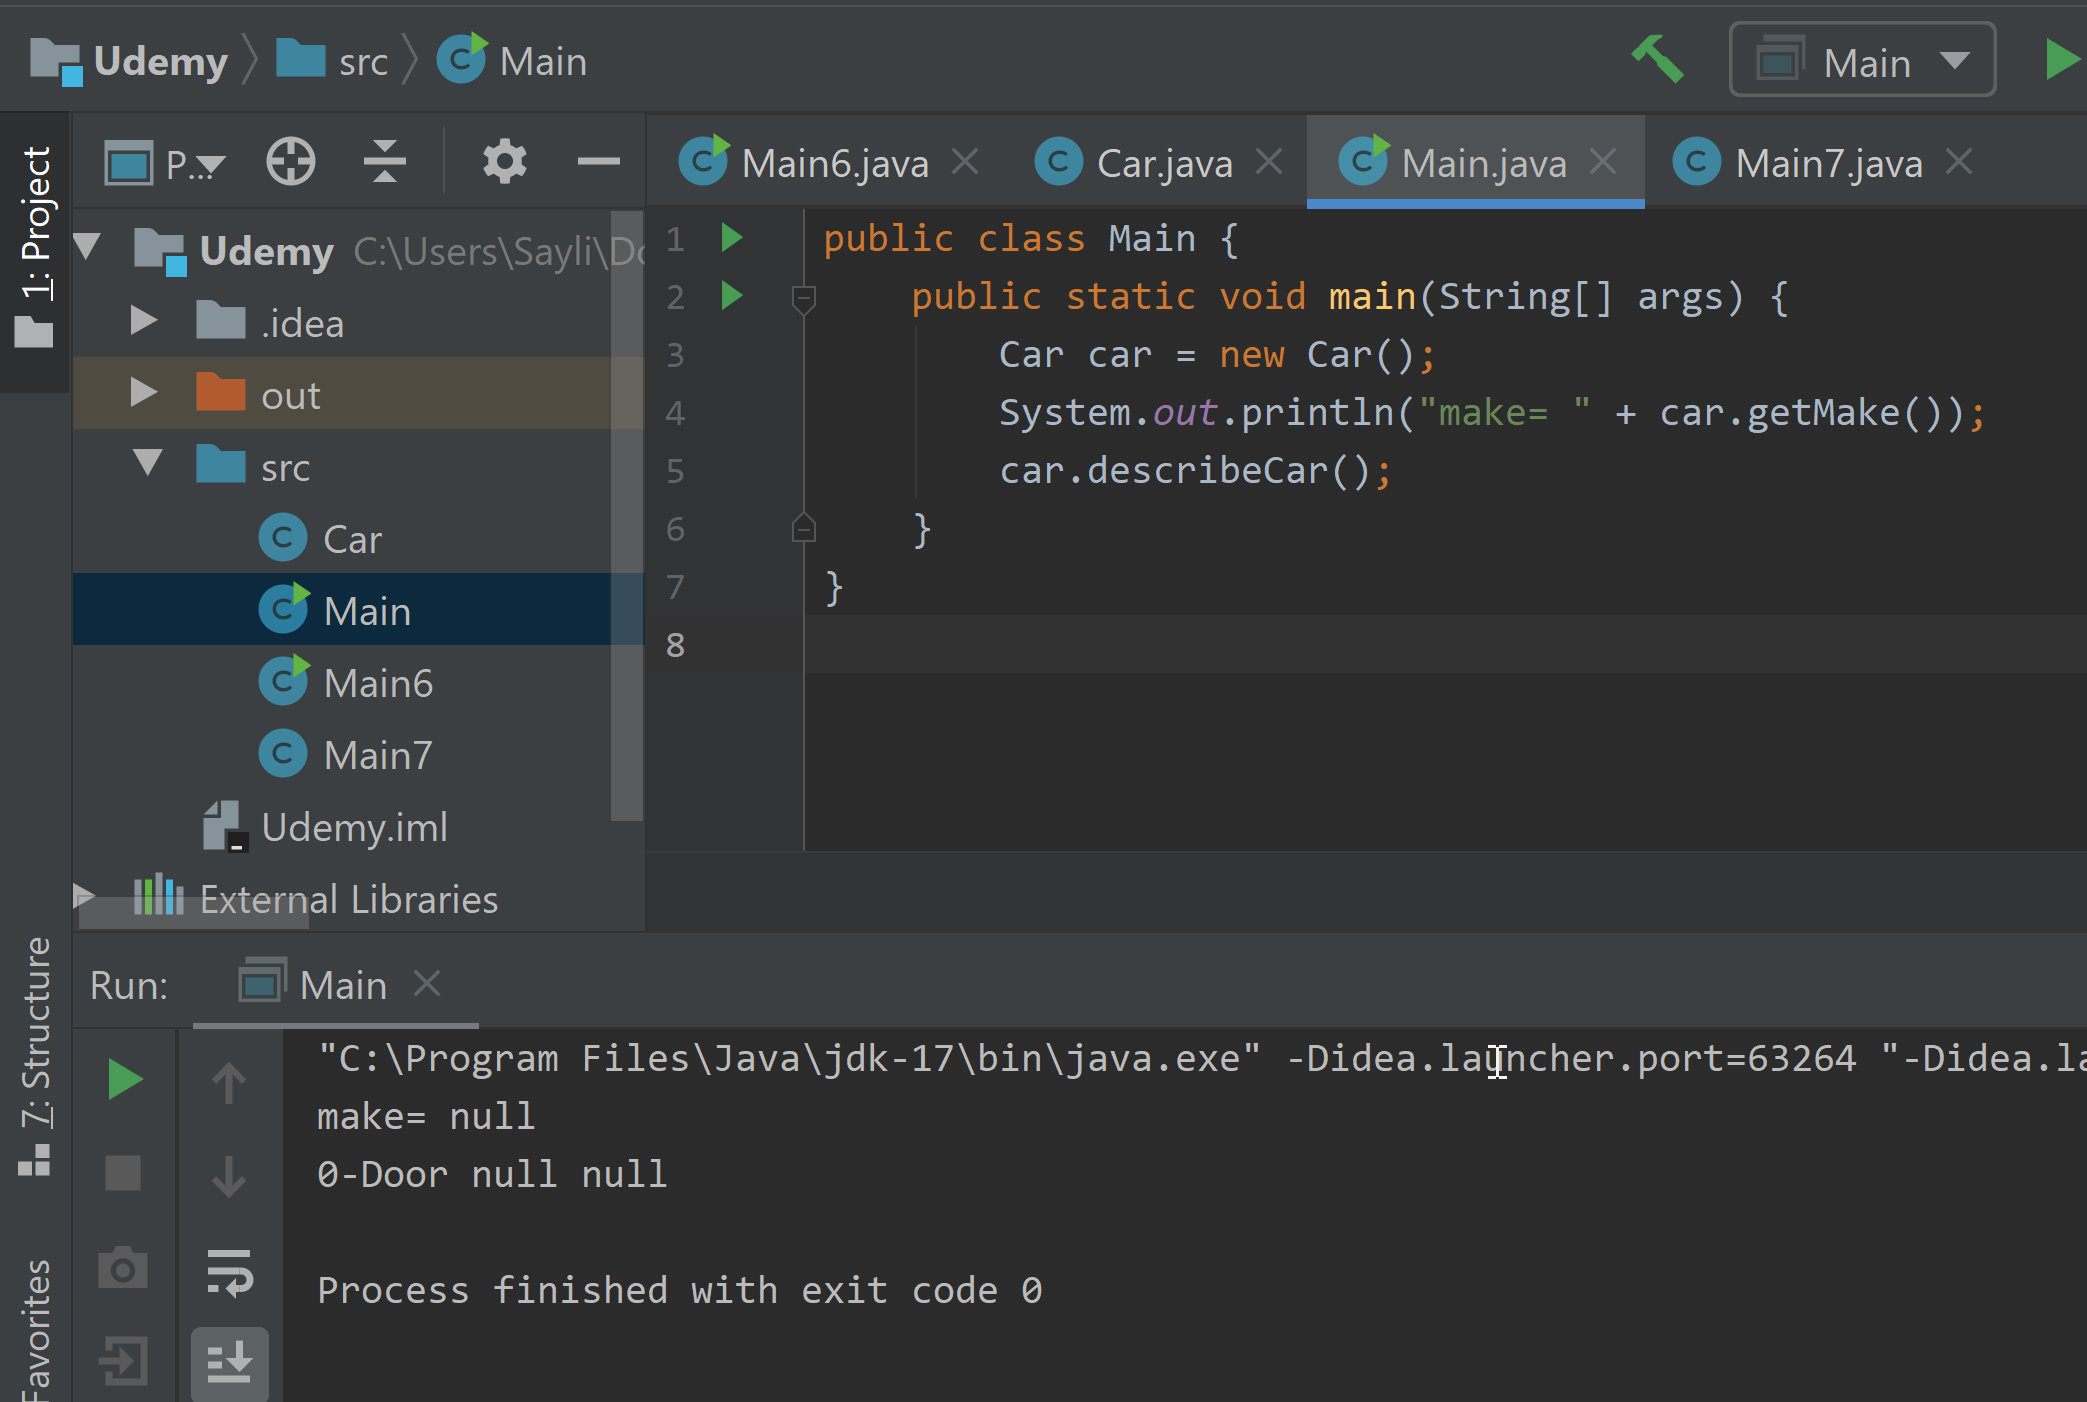 Udemy src Main
Main
1: Project
P...
Main6.java Car.java Main.java Main7.java
Udemy C:\Users\Sayli\Do
.idea
out
src
Car
Main
Main6
Main7
Udemy.iml
External Libraries
1 public class Main {
2 public static void main(String[] args) {
3 Car car = new Car();
4 System.out.println("make= " + car.getMake());
5 car.describeCar();
6 }
7 }
8
7: Structure
Favorites
Run: Main
"C:\Program Files\Java\jdk-17\bin\java.exe" -Didea.launcher.port=63264 "-Didea.la
make= null
0-Door null null
Process finished with exit code 0